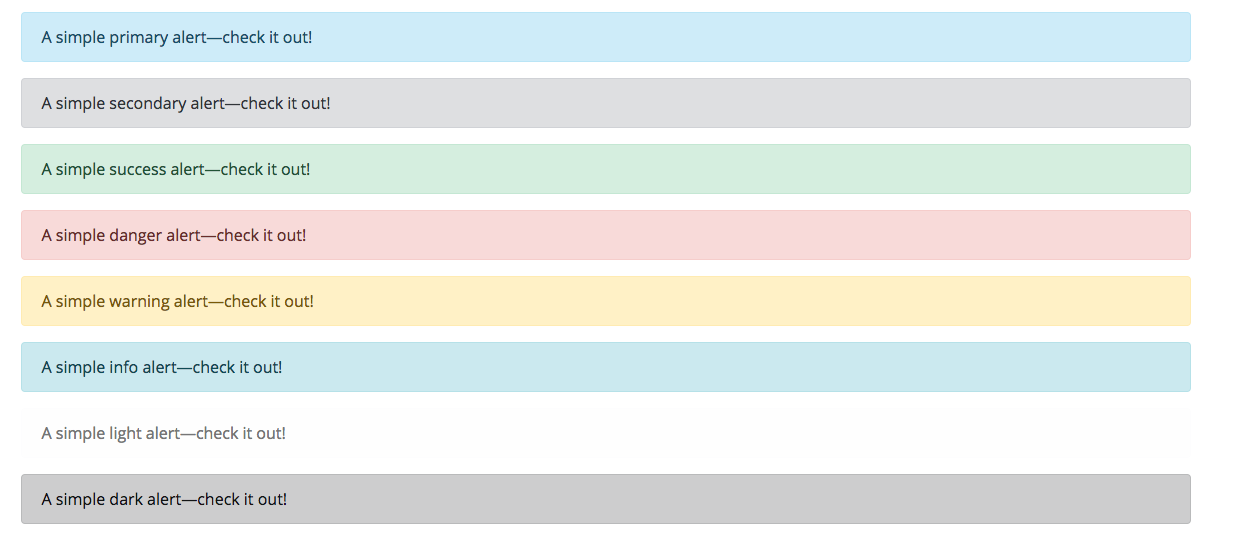 A simple primary alert—check it out!
A simple secondary alert—check it out!
A simple success alert—check it out!
A simple danger alert—check it out!
A simple warning alert—check it out!
A simple info alert—check it out!
A simple light alert—check it out!
A simple dark alert—check it out!